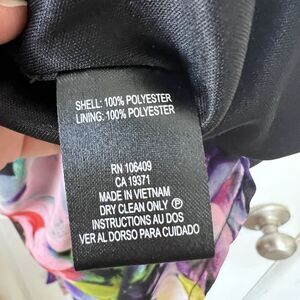 SHELL: 100% POLYESTER
LINING: 100% POLYESTER
RN 106409
CA 19371
MADE IN VIETNAM
DRY CLEAN ONLY Ⓟ
INSTRUCTIONS AU DOS
VER AL DORSO PARA CUIDADO